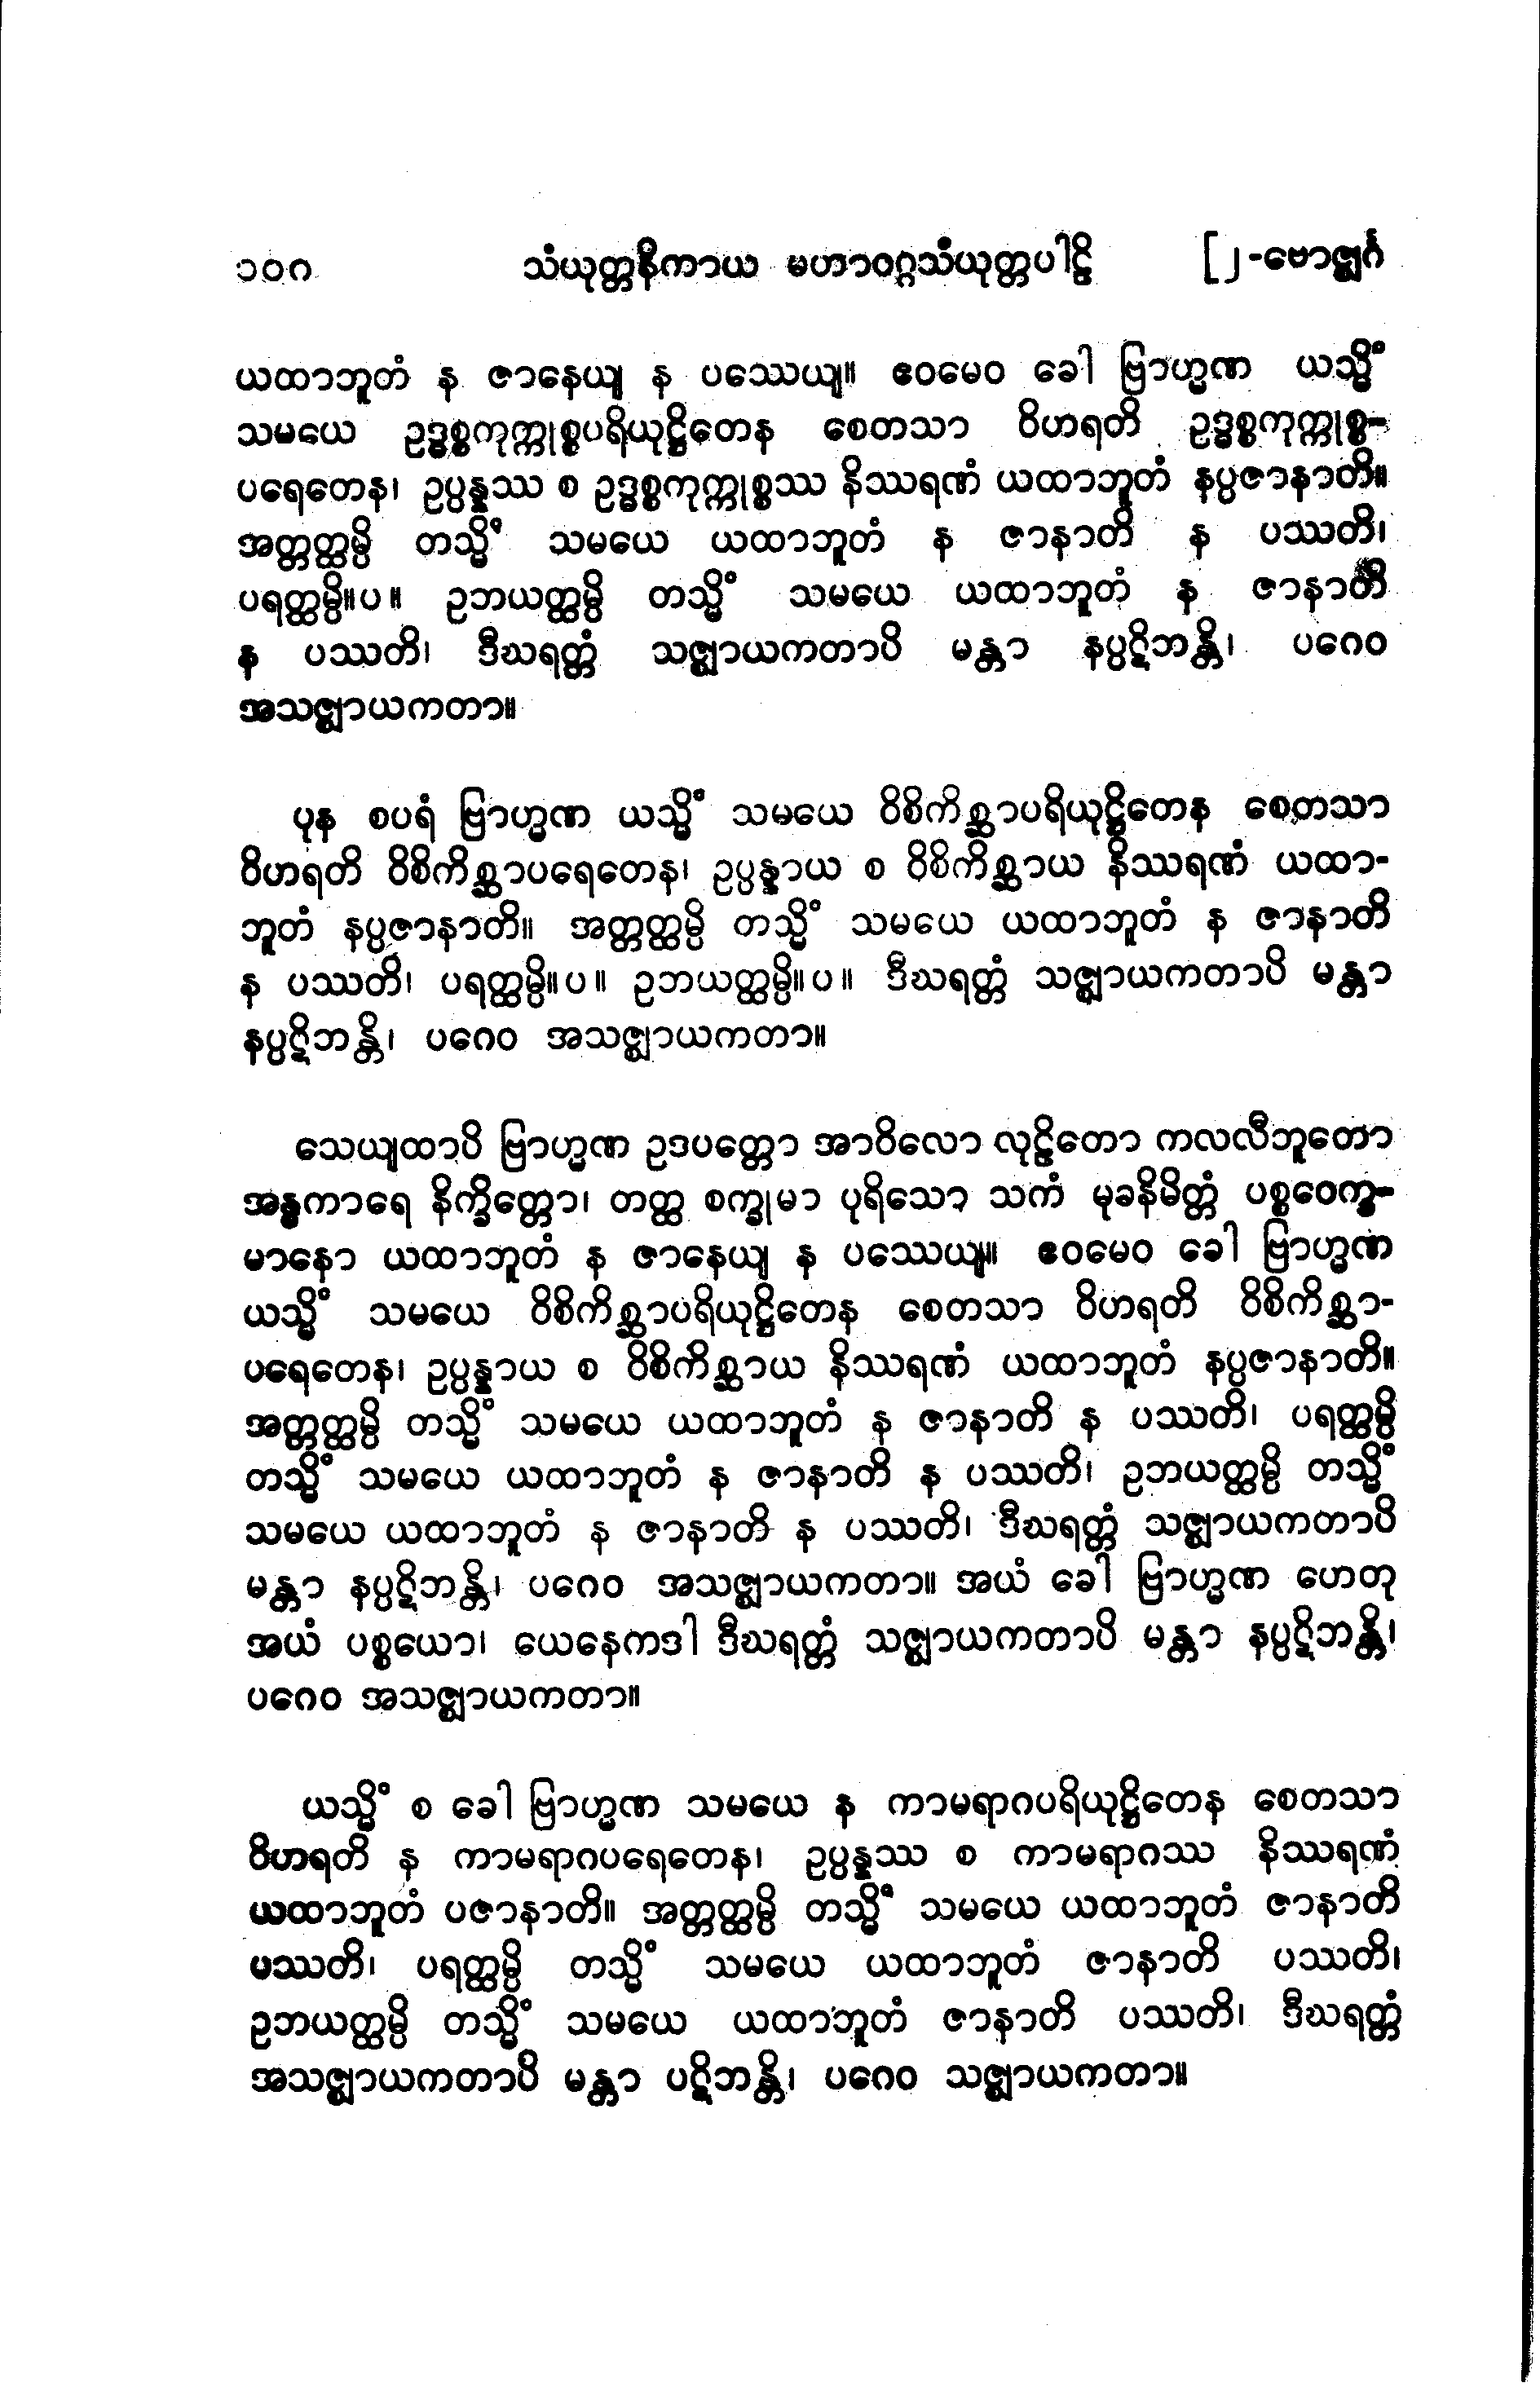 ၁၀၈ သံယုတ္တနိကာယ မဟာဝဂ္ဂသံယုတ္တပါဠိ [၂-ဗောဇ္ဈင်္ဂ
ယထာဘူတံ န ဇာနေယျ န ပဿေယျ။ ဧဝမေဝ ခေါ ဗြာဟ္မဏ ယသ္မိံ
သမယေ ဥဒ္ဓစ္စကုက္ကုစ္စပရိယုဋ္ဌိတေန စေတသာ ဝိဟရတိ ဥဒ္ဓစ္စကုက္ကုစ္စ-
ပရေတေန၊ ဥပ္ပန္နဿ စ ဥဒ္ဓစ္စကုက္ကုစ္စဿ နိဿရဏံ ယထာဘူတံ နပ္ပဇာနာတိ။
အတ္တတ္ထမ္ပိ တသ္မိံ သမယေ ယထာဘူတံ န ဇာနာတိ န ပဿတိ၊
ပရတ္ထမ္ပိ။ပ။ ဥဘယတ္ထမ္ပိ တသ္မိံ သမယေ ယထာဘူတံ န ဇာနာတိ
န ပဿတိ၊ ဒီဃရတ္တံ သဇ္ဈာယကတာပိ မန္တာ နပ္ပဋိဘန္တိ၊ ပဂေဝ
အသဇ္ဈာယကတာ။
ပုန စပရံ ဗြာဟ္မဏ ယသ္မိံ သမယေ ဝိစိကိစ္ဆာပရိယုဋ္ဌိတေန စေတသာ
ဝိဟရတိ ဝိစိကိစ္ဆာပရေတေန၊ ဥပ္ပန္နာယ စ ဝိစိကိစ္ဆာယ နိဿရဏံ ယထာ-
ဘူတံ နပ္ပဇာနာတိ။ အတ္တတ္ထမ္ပိ တသ္မိံ သမယေ ယထာဘူတံ န ဇာနာတိ
န ပဿတိ၊ ပရတ္ထမ္ပိ။ပ။ ဥဘယတ္ထမ္ပိ။ပ။ ဒီဃရတ္တံ သဇ္ဈာယကတာပိ မန္တာ
နပ္ပဋိဘန္တိ၊ ပဂေဝ အသဇ္ဈာယကတာ။
သေယျထာပိ ဗြာဟ္မဏ ဥဒပတ္တော အာဝိလော လုဠိတော ကလလီဘူတော
အန္ဓကာရေ နိက္ခိတ္တော၊ တတ္ထ စက္ခုမာ ပုရိသော သကံ မုခနိမိတ္တံ ပစ္စဝေက္ခ-
မာနော ယထာဘူတံ န ဇာနေယျ န ပဿေယျ။ ဧဝမေဝ ခေါ ဗြာဟ္မဏ
ယသ္မိံ သမယေ ဝိစိကိစ္ဆာပရိယုဋ္ဌိတေန စေတသာ ဝိဟရတိ ဝိစိကိစ္ဆာ-
ပရေတေန၊ ဥပ္ပန္နာယ စ ဝိစိကိစ္ဆာယ နိဿရဏံ ယထာဘူတံ နပ္ပဇာနာတိ။
အတ္တတ္ထမ္ပိ တသ္မိံ သမယေ ယထာဘူတံ န ဇာနာတိ န ပဿတိ၊ ပရတ္ထမ္ပိ
တသ္မိံ သမယေ ယထာဘူတံ န ဇာနာတိ န ပဿတိ၊ ဥဘယတ္ထမ္ပိ တသ္မိံ
သမယေ ယထာဘူတံ န ဇာနာတိ န ပဿတိ၊ ဒီဃရတ္တံ သဇ္ဈာယကတာပိ
မန္တာ နပ္ပဋိဘန္တိ၊ ပဂေဝ အသဇ္ဈာယကတာ။ အယံ ခေါ ဗြာဟ္မဏ ဟေတု
အယံ ပစ္စယော၊ ယေနေကဒါ ဒီဃရတ္တံ သဇ္ဈာယကတာပိ မန္တာ နပ္ပဋိဘန္တိ၊
ပဂေဝ အသဇ္ဈာယကတာ။
ယသ္မိံ စ ခေါ ဗြာဟ္မဏ သမယေ န ကာမရာဂပရိယုဋ္ဌိတေန စေတသာ
ဝိဟရတိ န ကာမရာဂပရေတေန၊ ဥပ္ပန္နဿ စ ကာမရာဂဿ နိဿရဏံ
ယထာဘူတံ ပဇာနာတိ။ အတ္တတ္ထမ္ပိ တသ္မိံ သမယေ ယထာဘူတံ ဇာနာတိ
ပဿတိ၊ ပရတ္ထမ္ပိ တသ္မိံ သမယေ ယထာဘူတံ ဇာနာတိ ပဿတိ၊
ဥဘယတ္ထမ္ပိ တသ္မိံ သမယေ ယထာဘူတံ ဇာနာတိ ပဿတိ၊ ဒီဃရတ္တံ
အသဇ္ဈာယကတာပိ မန္တာ ပဋိဘန္တိ၊ ပဂေဝ သဇ္ဈာယကတာ။